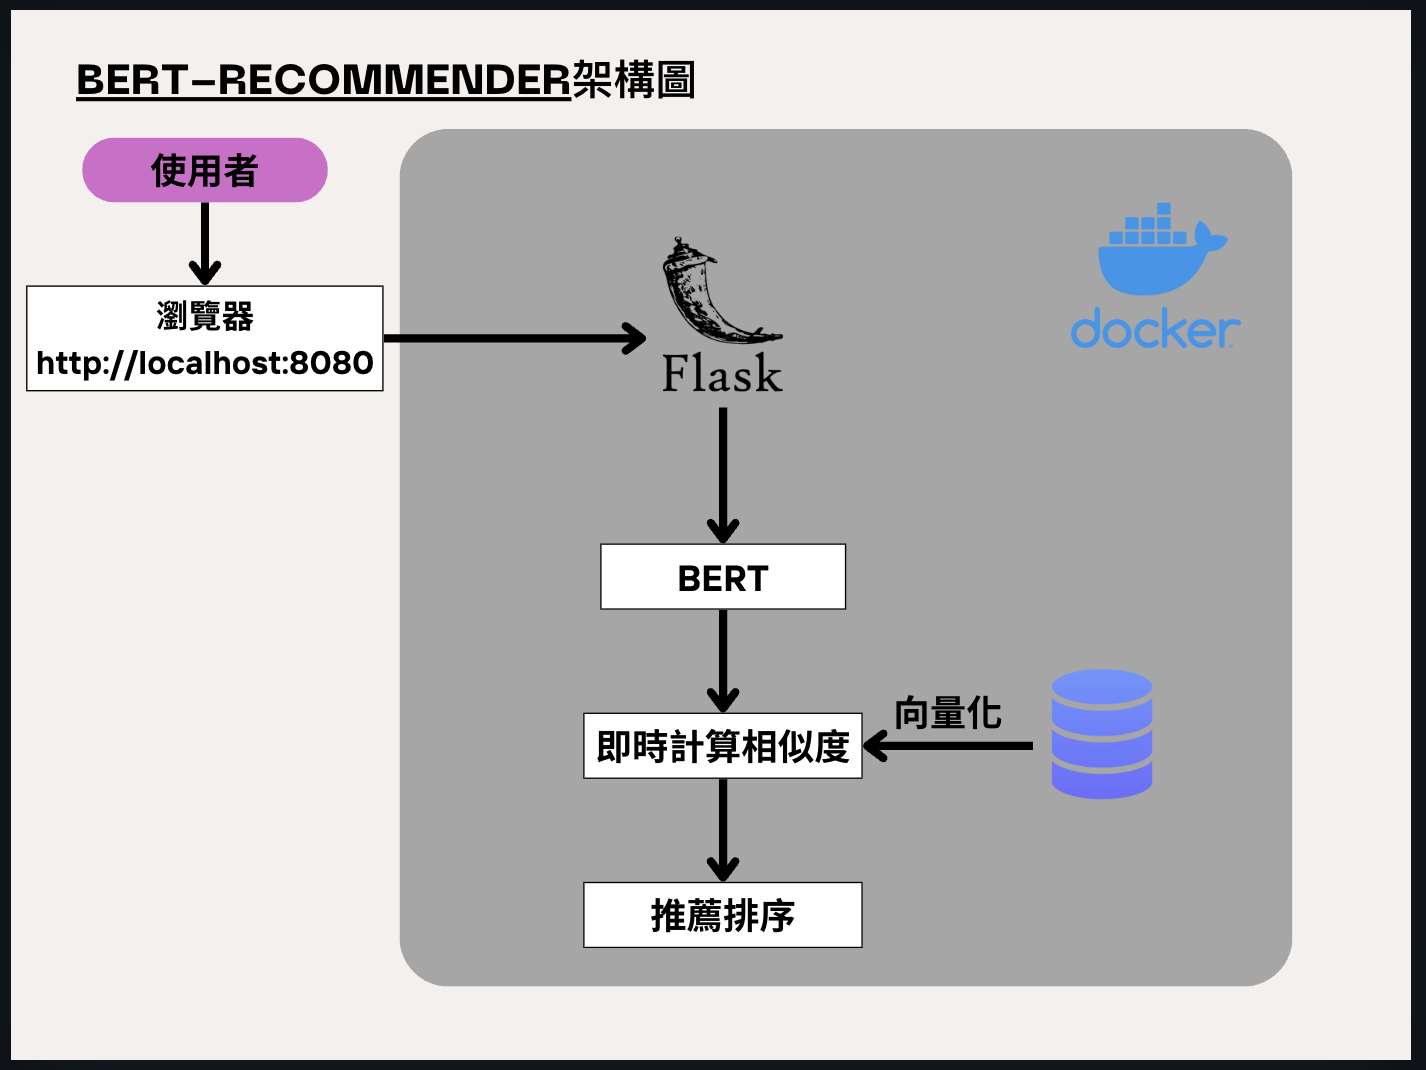 BERT-RECOMMENDER架構圖
使用者
瀏覽器
http://localhost:8080
Flask
docker
BERT
向量化
即時計算相似度
推薦排序